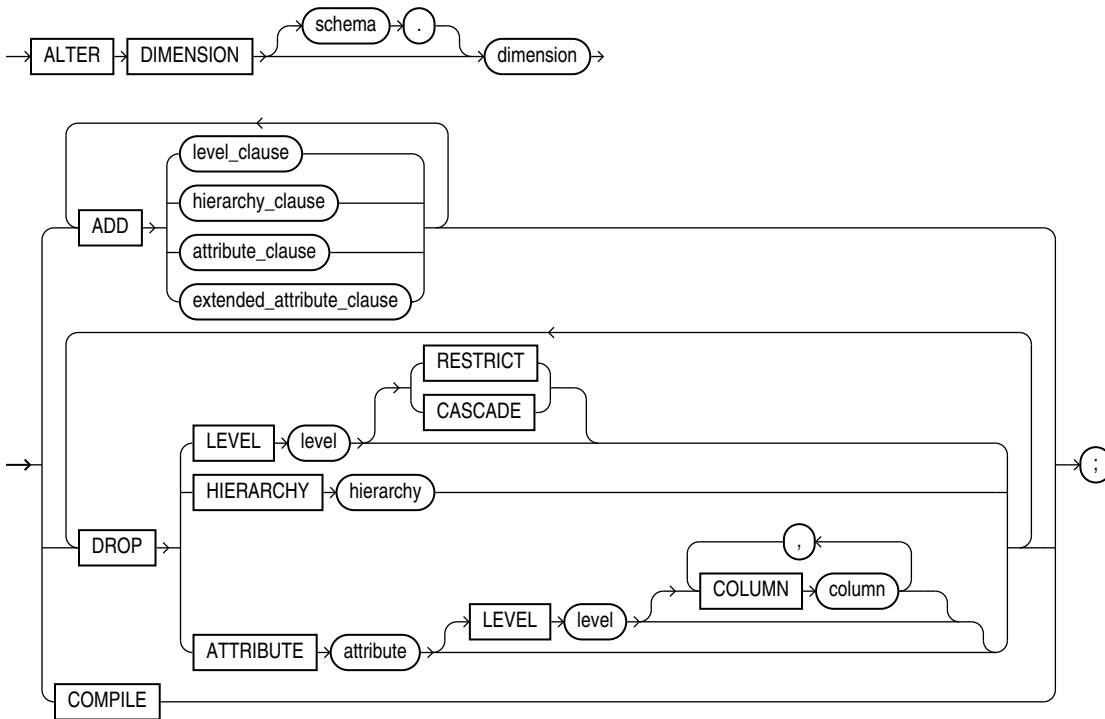 schema .
ALTER DIMENSION dimension
level_clause
hierarchy_clause
ADD
attribute_clause
extended_attribute_clause
RESTRICT
CASCADE
LEVEL level
;
HIERARCHY hierarchy
DROP
,
COLUMN column
LEVEL level
ATTRIBUTE attribute
COMPILE